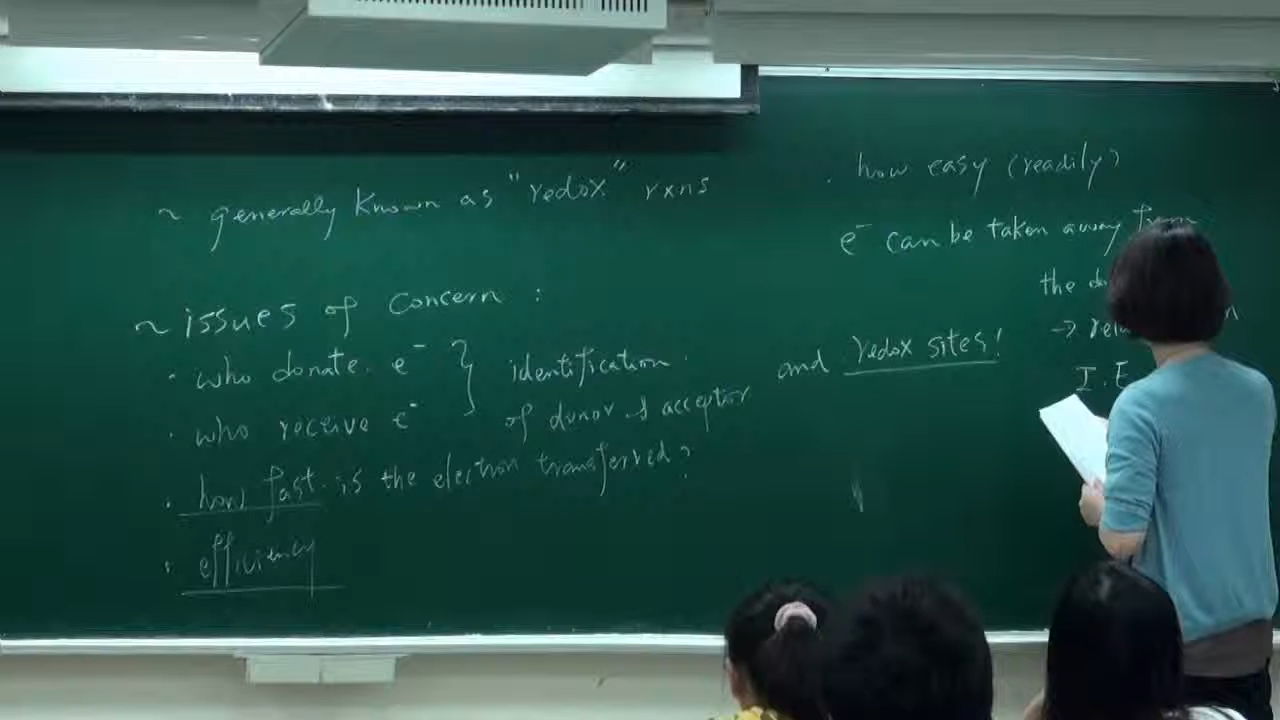 ~ generally known as "redox" rxns
~ issues of concern :
· who donate e⁻ } identification
· who receive e⁻ of donor & acceptor and redox sites!
· how fast is the electron transferred?
· efficiency
· how easy (readily)
e⁻ can be taken away from
the
→
I.E